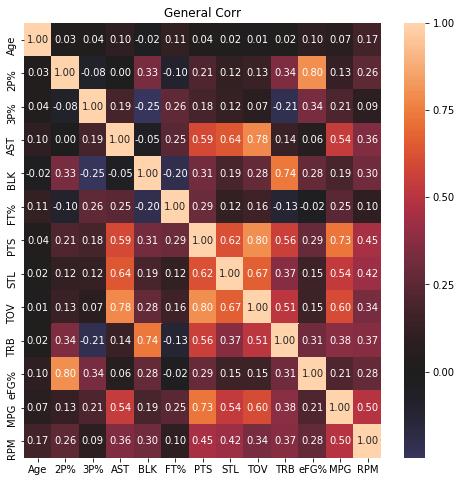 General Corr
Age 1.00 0.03 0.04 0.10 -0.02 0.11 0.04 0.02 0.01 0.02 0.10 0.07 0.17
2P% 0.03 1.00 -0.08 0.00 0.33 -0.10 0.21 0.12 0.13 0.34 0.80 0.13 0.26
3P% 0.04 -0.08 1.00 0.19 -0.25 0.26 0.18 0.12 0.07 -0.21 0.34 0.21 0.09
AST 0.10 0.00 0.19 1.00 -0.05 0.25 0.59 0.64 0.78 0.14 0.06 0.54 0.36
BLK -0.02 0.33 -0.25 -0.05 1.00 -0.20 0.31 0.19 0.28 0.74 0.28 0.19 0.30
FT% 0.11 -0.10 0.26 0.25 -0.20 1.00 0.29 0.12 0.16 -0.13 -0.02 0.25 0.10
PTS 0.04 0.21 0.18 0.59 0.31 0.29 1.00 0.62 0.80 0.56 0.29 0.73 0.45
STL 0.02 0.12 0.12 0.64 0.19 0.12 0.62 1.00 0.67 0.37 0.15 0.54 0.42
TOV 0.01 0.13 0.07 0.78 0.28 0.16 0.80 0.67 1.00 0.51 0.15 0.60 0.34
TRB 0.02 0.34 -0.21 0.14 0.74 -0.13 0.56 0.37 0.51 1.00 0.31 0.38 0.37
eFG% 0.10 0.80 0.34 0.06 0.28 -0.02 0.29 0.15 0.15 0.31 1.00 0.21 0.28
MPG 0.07 0.13 0.21 0.54 0.19 0.25 0.73 0.54 0.60 0.38 0.21 1.00 0.50
RPM 0.17 0.26 0.09 0.36 0.30 0.10 0.45 0.42 0.34 0.37 0.28 0.50 1.00
Age 2P% 3P% AST BLK FT% PTS STL TOV TRB eFG% MPG RPM
1.00
0.75
0.50
0.25
0.00